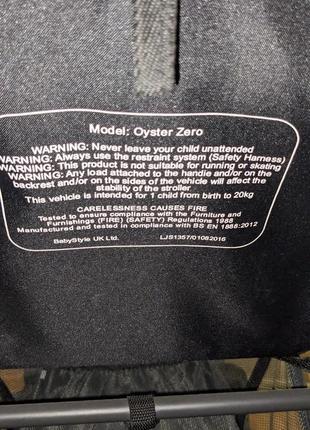 Model: Oyster Zero
WARNING: Never leave your child unattended
WARNING: Always use the restraint system (Safety Harness)
WARNING: This product is not suitable for running or skating
WARNING: Any load attached to the handle and/or on the
backrest and/or on the sides of the vehicle will affect the
stability of the stroller
This vehicle is intended for 1 child from birth to 20kg
CARELESSNESS CAUSES FIRE
Tested to ensure compliance with the Furniture and
Furnishings (FIRE) (SAFETY) Regulations 1988
Manufactured and tested in compliance with BS EN 1888:2012
BabyStyle UK Ltd. LJS1357/01082016